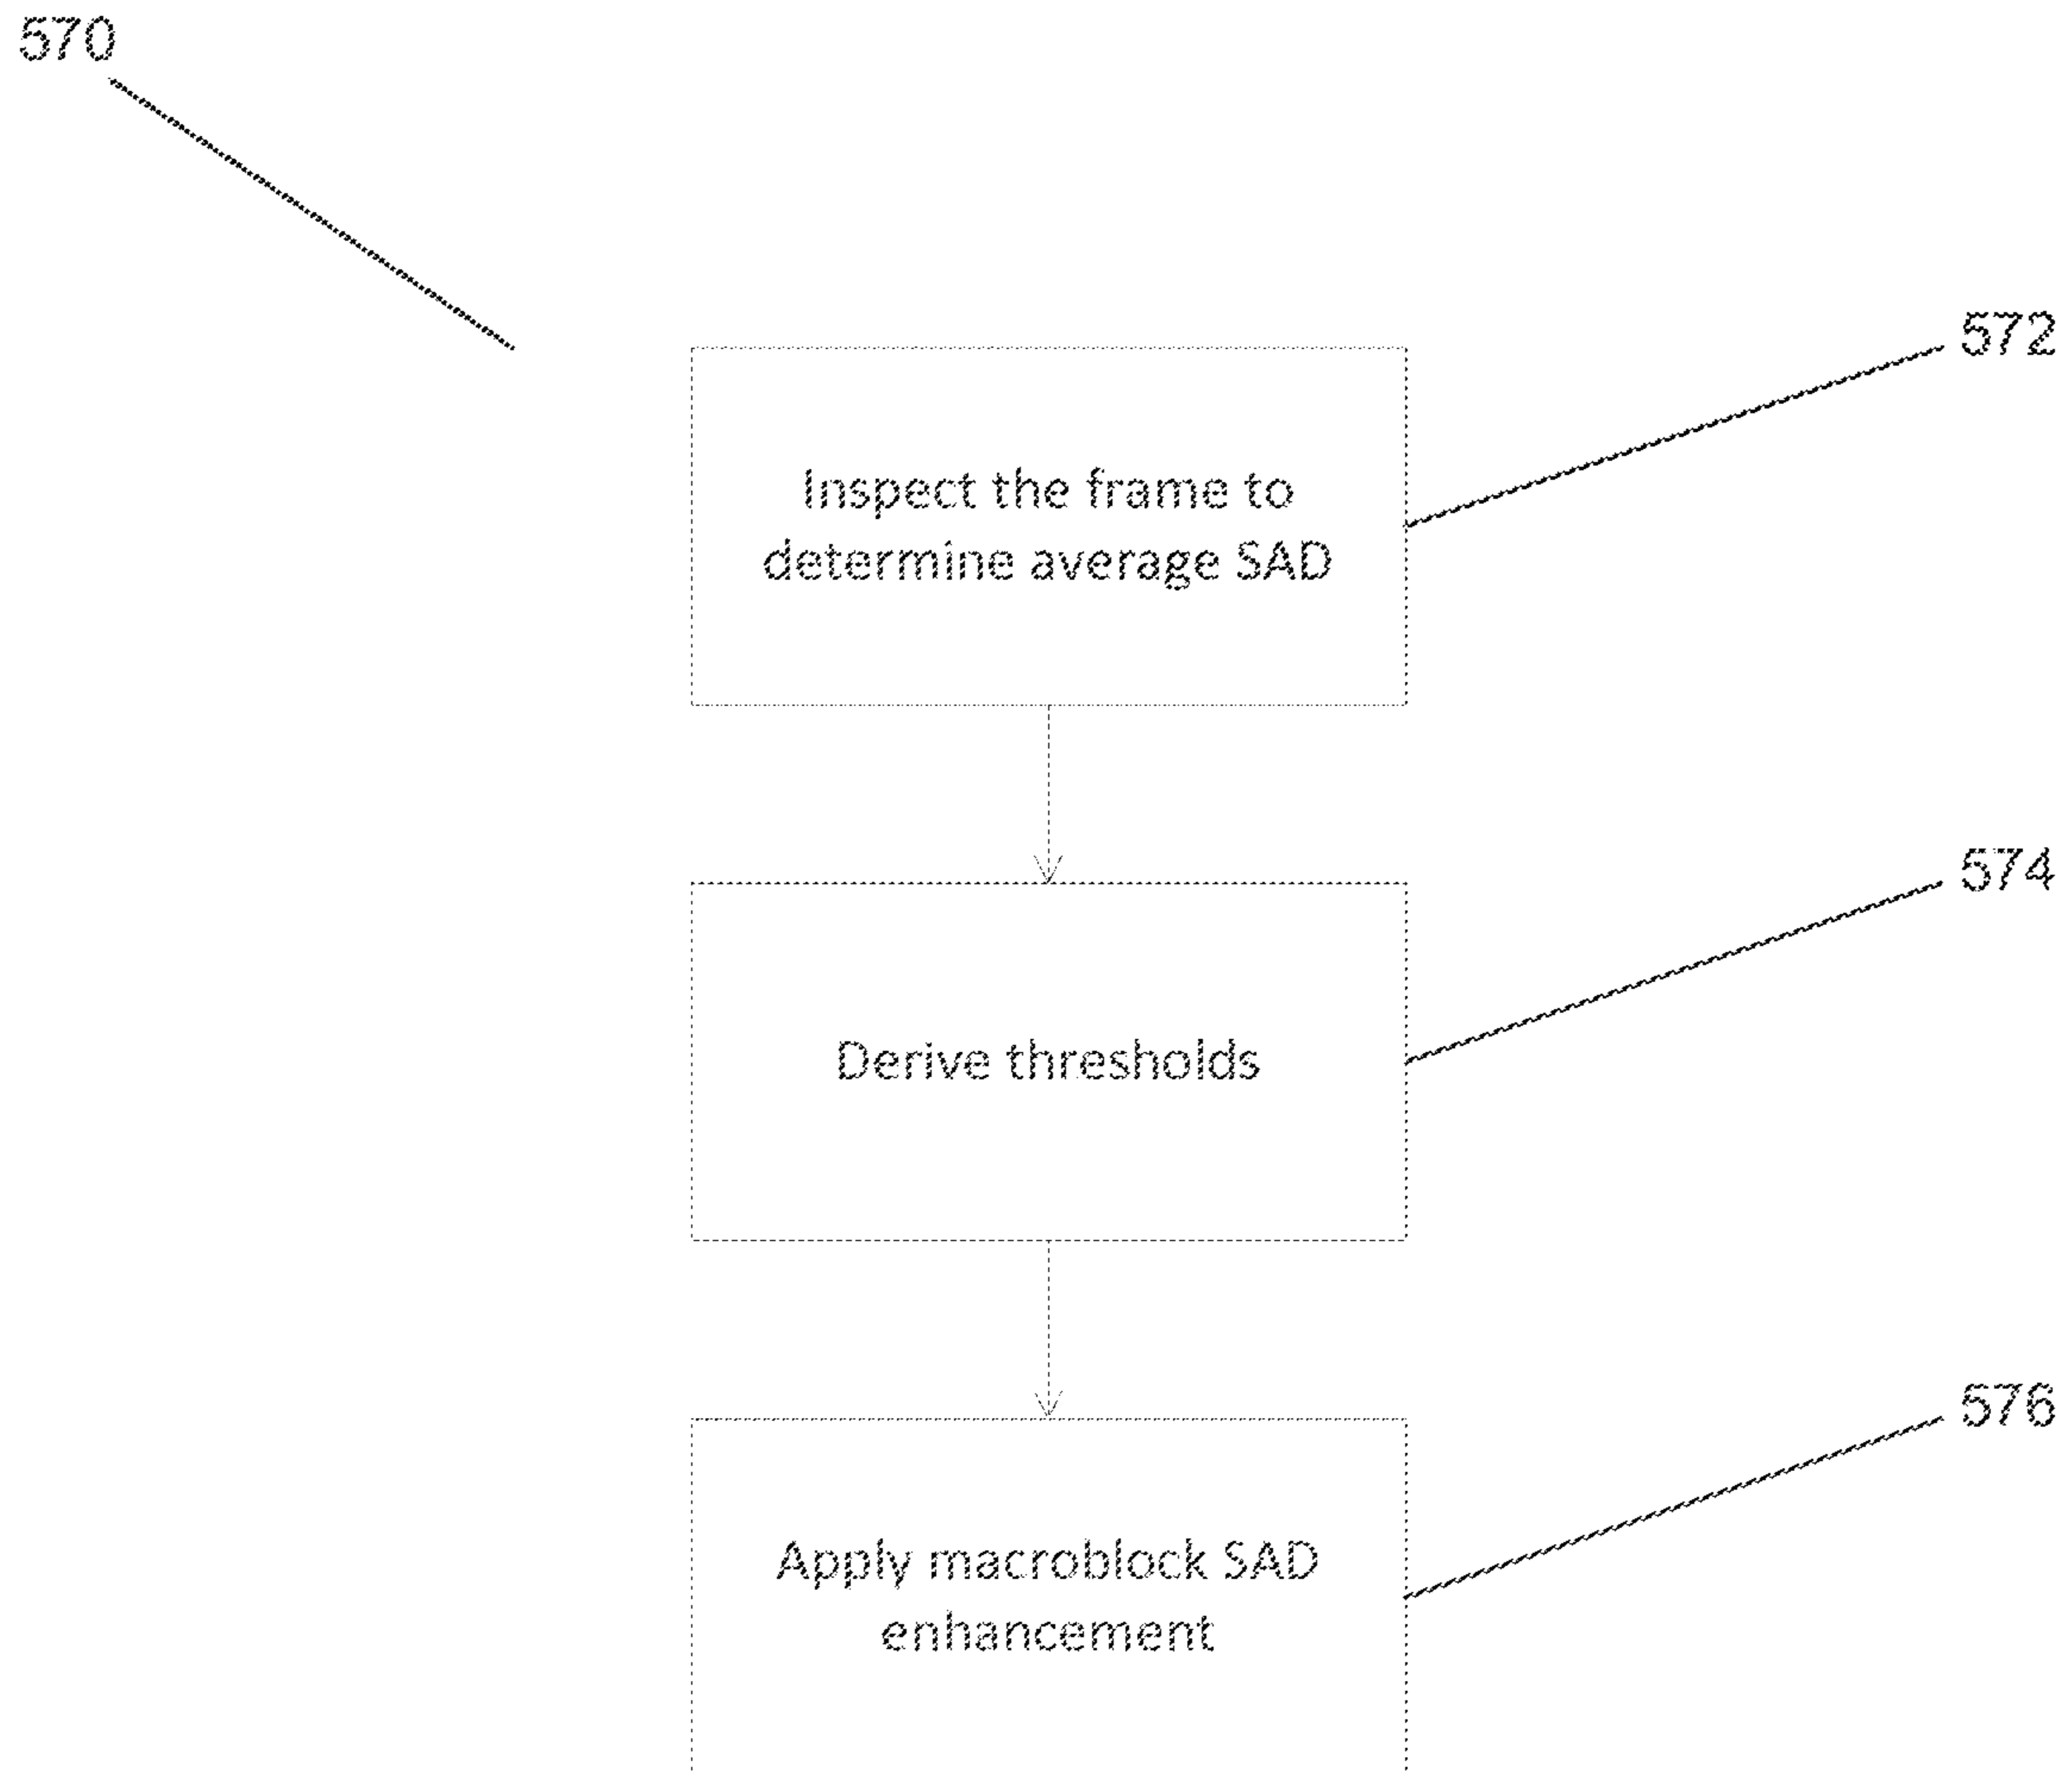 570
572
Inspect the frame to
determine average SAD
574
Derive thresholds
576
Apply macroblock SAD
enhancement